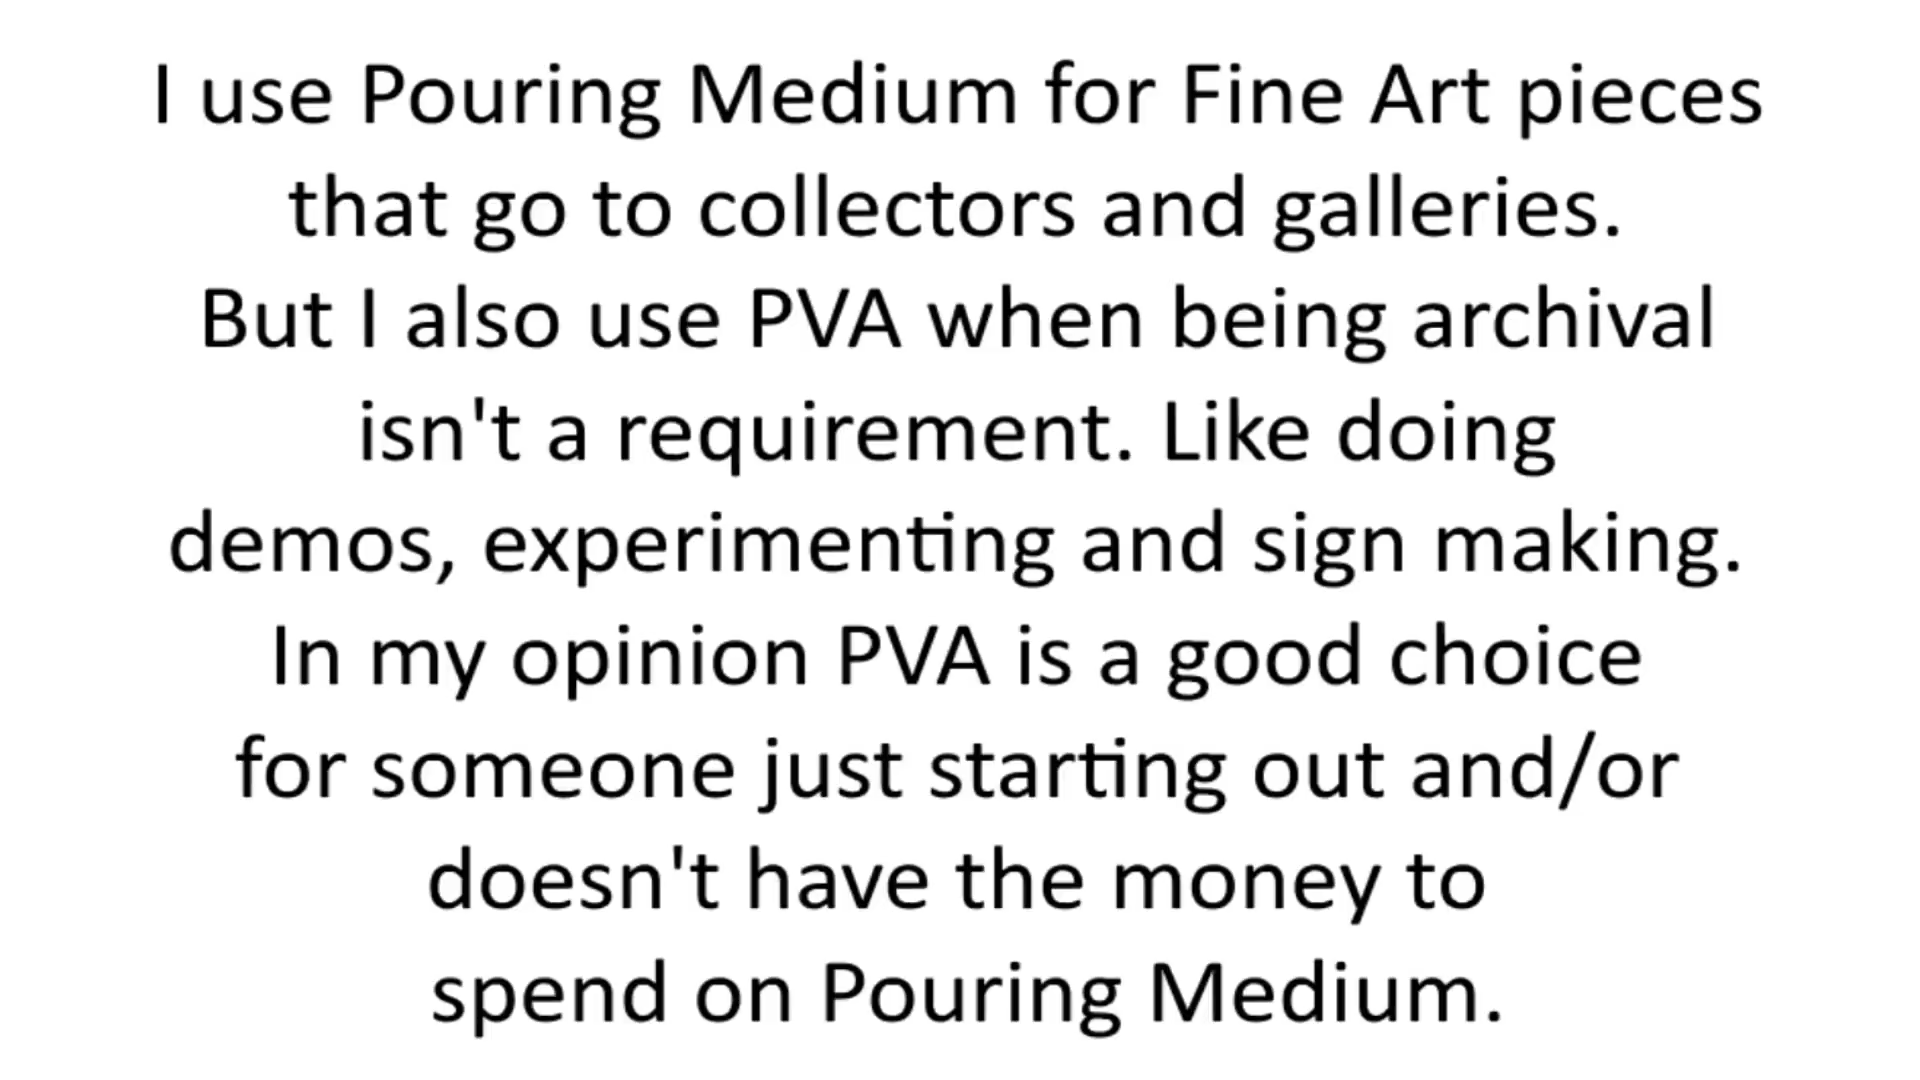 I use Pouring Medium for Fine Art pieces
that go to collectors and galleries.
But I also use PVA when being archival
isn't a requirement. Like doing
demos, experimenting and sign making.
In my opinion PVA is a good choice
for someone just starting out and/or
doesn't have the money to
spend on Pouring Medium.